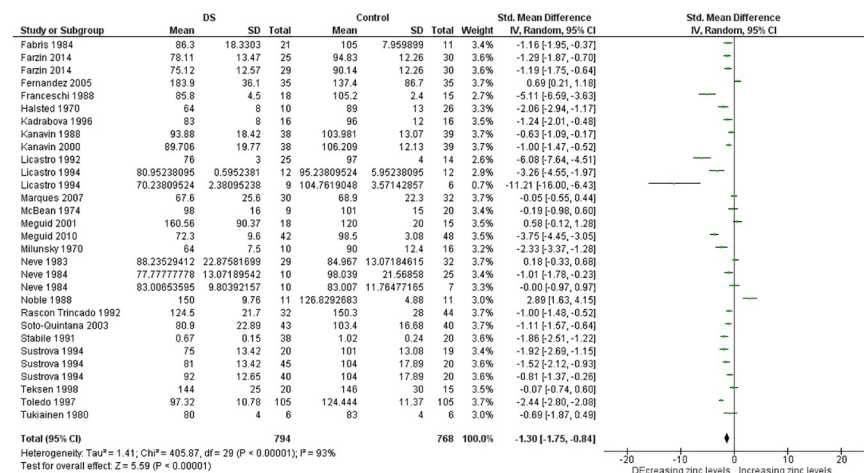 DS Control Std. Mean Difference Std. Mean Difference
Study or Subgroup Mean SD Total Mean SD Total Weight IV, Random, 95% CI IV, Random, 95% CI
Fabris 1984 86.3 18.3303 21 105 7.959899 11 3.4% -1.16 [-1.95, -0.37]
Farzin 2014 78.11 13.47 25 94.83 12.26 30 3.6% -1.29 [-1.87, -0.70]
Farzin 2014 75.12 12.57 29 90.14 12.26 30 3.6% -1.19 [-1.75, -0.64]
Fernandez 2005 183.9 36.1 35 137.4 86.7 35 3.6% 0.69 [0.21, 1.18]
Franceschi 1988 85.8 4.5 18 105.2 2.4 15 2.4% -5.11 [-6.59, -3.63]
Halsted 1970 64 8 10 89 13 26 3.3% -2.06 [-2.94, -1.17]
Kadrabova 1996 83 8 16 96 12 16 3.4% -1.24 [-2.01, -0.48]
Kanavin 1988 93.88 18.42 38 103.981 13.07 39 3.7% -0.63 [-1.09, -0.17]
Kanavin 2000 89.706 19.77 38 106.209 12.13 39 3.7% -1.00 [-1.47, -0.52]
Licastro 1992 76 3 25 97 4 14 2.3% -6.08 [-7.64, -4.51]
Licastro 1994 80.95238095 0.5952381 12 95.23809524 5.95238095 12 2.7% -3.26 [-4.55, -1.97]
Licastro 1994 70.23809524 2.38095238 9 104.7619048 3.57142857 6 0.7% -11.21 [-16.00, -6.43]
Marques 2007 67.6 25.6 30 68.9 22.3 32 3.6% -0.05 [-0.55, 0.44]
McBean 1974 98 16 9 101 15 20 3.4% -0.19 [-0.98, 0.60]
Meguid 2001 160.56 90.37 18 120 20 15 3.5% 0.58 [-0.12, 1.28]
Meguid 2010 72.3 9.6 42 98.5 3.08 48 3.5% -3.75 [-4.45, -3.05]
Milunsky 1970 64 7.5 10 90 12.4 16 3.1% -2.33 [-3.37, -1.28]
Neve 1983 88.23529412 22.87581699 29 84.967 13.07184615 32 3.6% 0.18 [-0.33, 0.68]
Neve 1984 77.77777778 13.07189542 10 98.039 21.56858 25 3.4% -1.01 [-1.78, -0.23]
Neve 1984 83.00653595 9.80392157 10 83.007 11.76477165 7 3.2% -0.00 [-0.97, 0.97]
Noble 1988 150 9.76 11 126.8292683 4.88 11 2.8% 2.89 [1.63, 4.15]
Rascon Trincado 1992 124.5 21.7 32 150.3 28 44 3.6% -1.00 [-1.48, -0.52]
Soto-Quintana 2003 80.9 22.89 43 103.4 16.68 40 3.7% -1.11 [-1.57, -0.64]
Stabile 1991 0.67 0.15 38 1.02 0.24 20 3.5% -1.86 [-2.51, -1.22]
Sustrova 1994 75 13.42 20 101 13.08 19 3.4% -1.92 [-2.69, -1.15]
Sustrova 1994 81 13.42 45 104 17.89 20 3.6% -1.52 [-2.12, -0.93]
Sustrova 1994 92 12.65 40 104 17.89 20 3.6% -0.81 [-1.37, -0.26]
Teksen 1998 144 25 20 146 30 15 3.5% -0.07 [-0.74, 0.60]
Toledo 1997 97.32 10.78 105 124.444 11.37 105 3.7% -2.44 [-2.80, -2.08]
Tukiainen 1980 80 4 6 83 4 6 3.0% -0.69 [-1.87, 0.49]
Total (95% CI) 794 768 100.0% -1.30 [-1.75, -0.84]
Heterogeneity: Tau² = 1.41; Chi² = 405.87, df = 29 (P < 0.00001); I² = 93%
Test for overall effect: Z = 5.59 (P < 0.00001)
-20 -10 0 10 20
DEcreasing zinc levels Increasing zinc levels